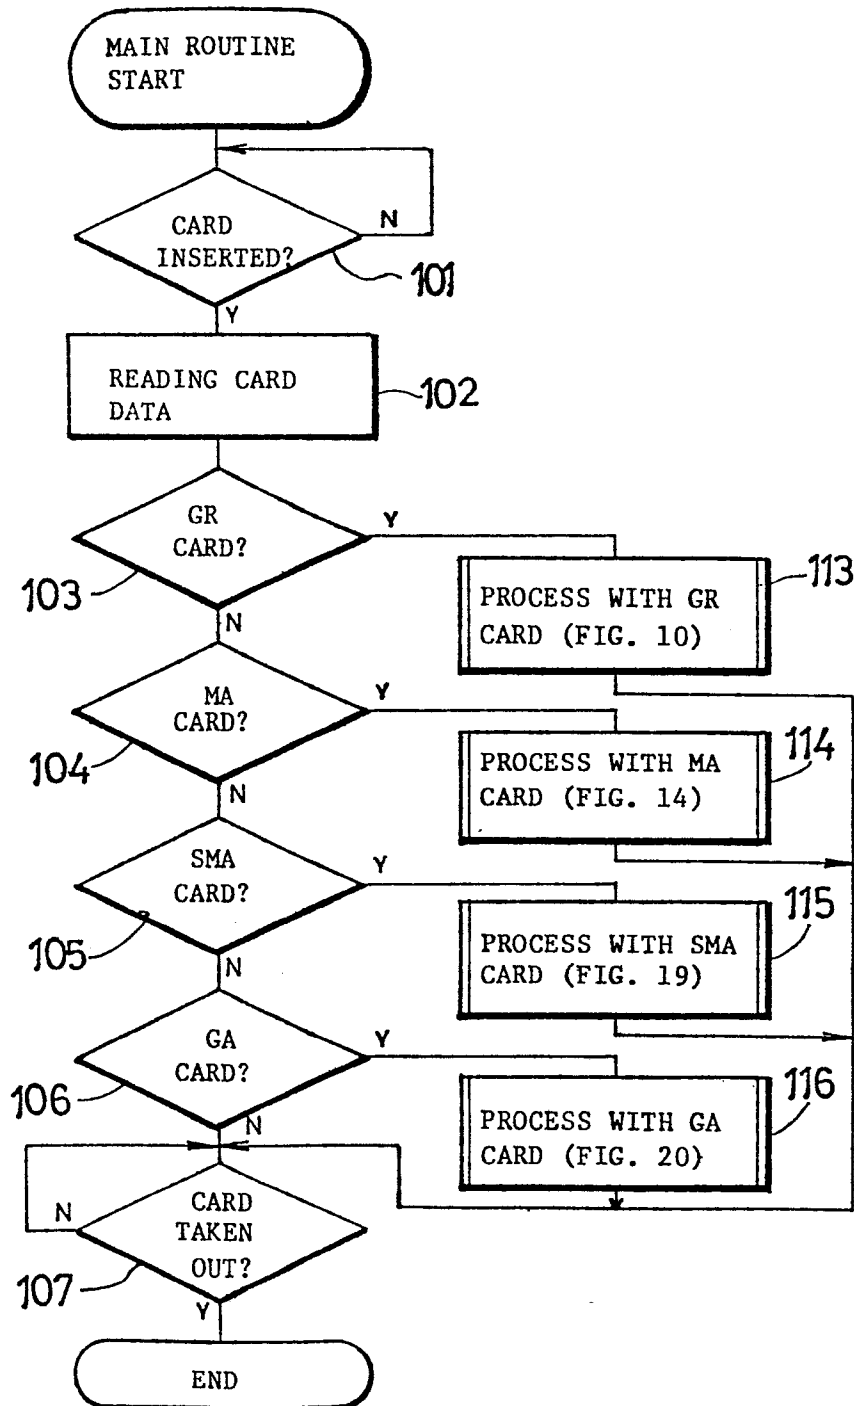 MAIN ROUTINE
START
CARD
INSERTED?
N
101
Y
READING CARD
DATA
102
GR
CARD?
Y
103
N
PROCESS WITH GR
CARD (FIG. 10)
113
MA
CARD?
Y
104
N
PROCESS WITH MA
CARD (FIG. 14)
114
SMA
CARD?
Y
105
N
PROCESS WITH SMA
CARD (FIG. 19)
115
GA
CARD?
Y
106
N
PROCESS WITH GA
CARD (FIG. 20)
116
CARD
TAKEN
OUT?
N
107
Y
END